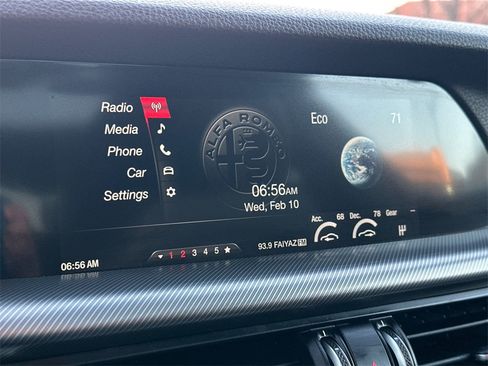 Radio
Media
Phone
Car
Settings
ALFA ROMEO
06:56AM
Wed, Feb 10
Eco 71
Acc. 68 Dec. 78 Gear --
1 2 3 4 5
93.9 FAIYAZ FM
06:56 AM